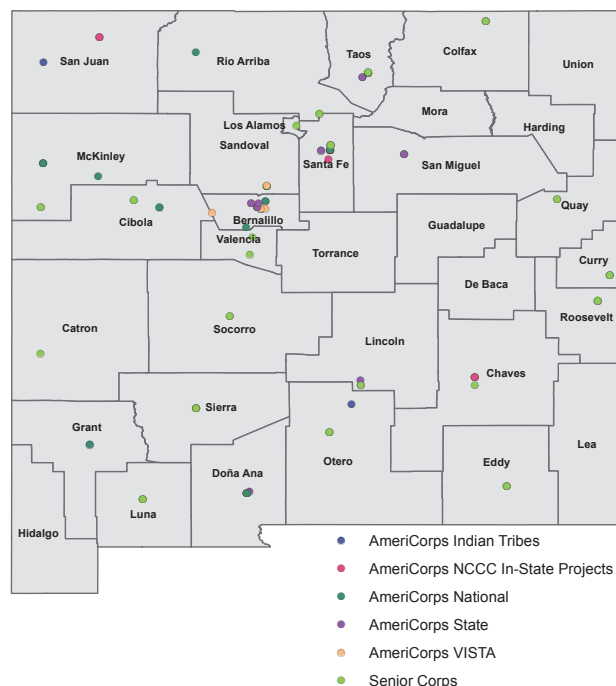 Colfax
Taos
San Juan
Rio Arriba
Union
Mora
Los Alamos
Harding
Sandoval
McKinley
Santa Fe
San Miguel
Quay
Cibola
Bernalillo
Guadalupe
Valencia
Torrance
Curry
De Baca
Roosevelt
Catron
Socorro
Lincoln
Chaves
Sierra
Grant
Lea
Otero
Eddy
Doña Ana
Luna
Hidalgo
AmeriCorps Indian Tribes
AmeriCorps NCCC In-State Projects
AmeriCorps National
AmeriCorps State
AmeriCorps VISTA
Senior Corps